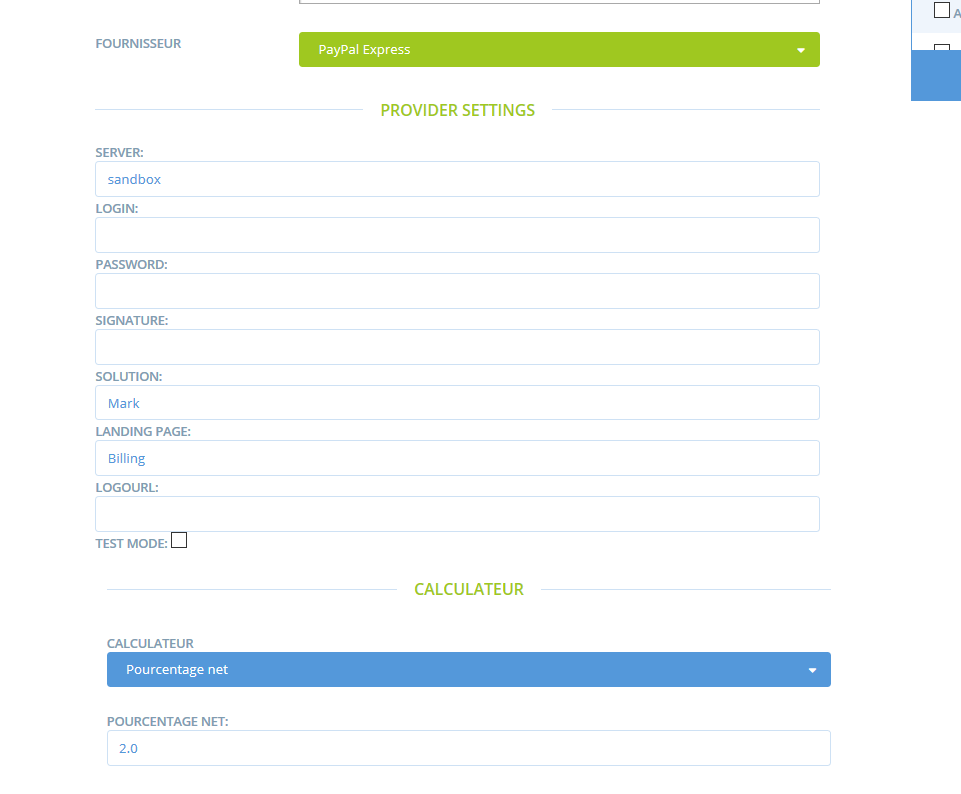 FOURNISSEUR
PayPal Express
PROVIDER SETTINGS
SERVER:
sandbox
LOGIN:
PASSWORD:
SIGNATURE:
SOLUTION:
Mark
LANDING PAGE:
Billing
LOGOURL:
TEST MODE:
CALCULATEUR
CALCULATEUR
Pourcentage net
POURCENTAGE NET:
2.0